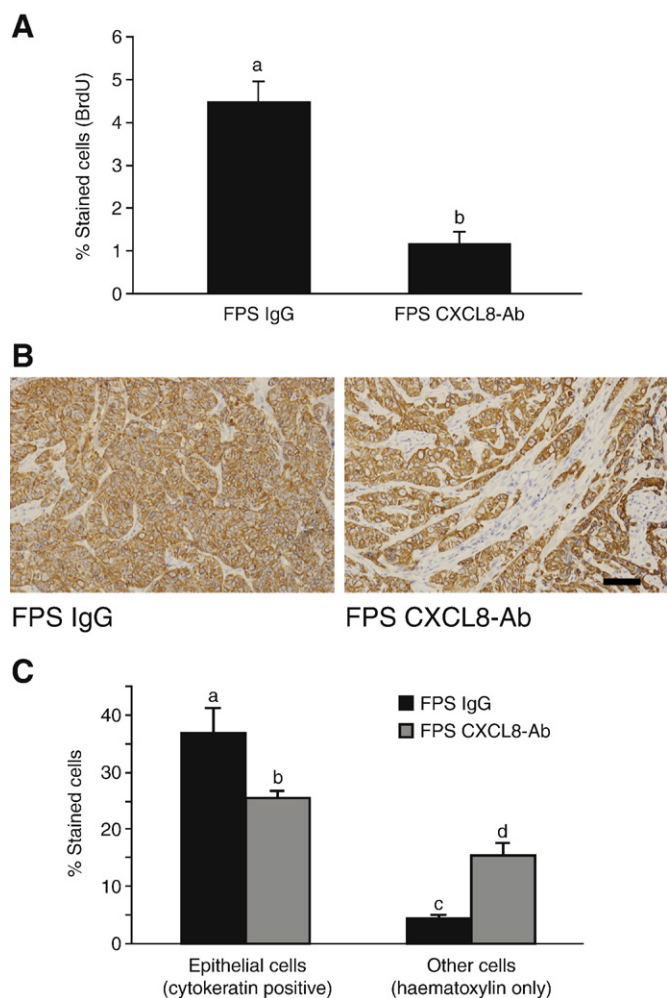 A
% Stained cells (BrdU)
6
5
4
3
2
1
0
a
b
FPS IgG
FPS CXCL8-Ab
B
FPS IgG
FPS CXCL8-Ab
C
% Stained cells
40
30
20
10
0
a
b
c
d
FPS IgG
FPS CXCL8-Ab
Epithelial cells
(cytokeratin positive)
Other cells
(haematoxylin only)